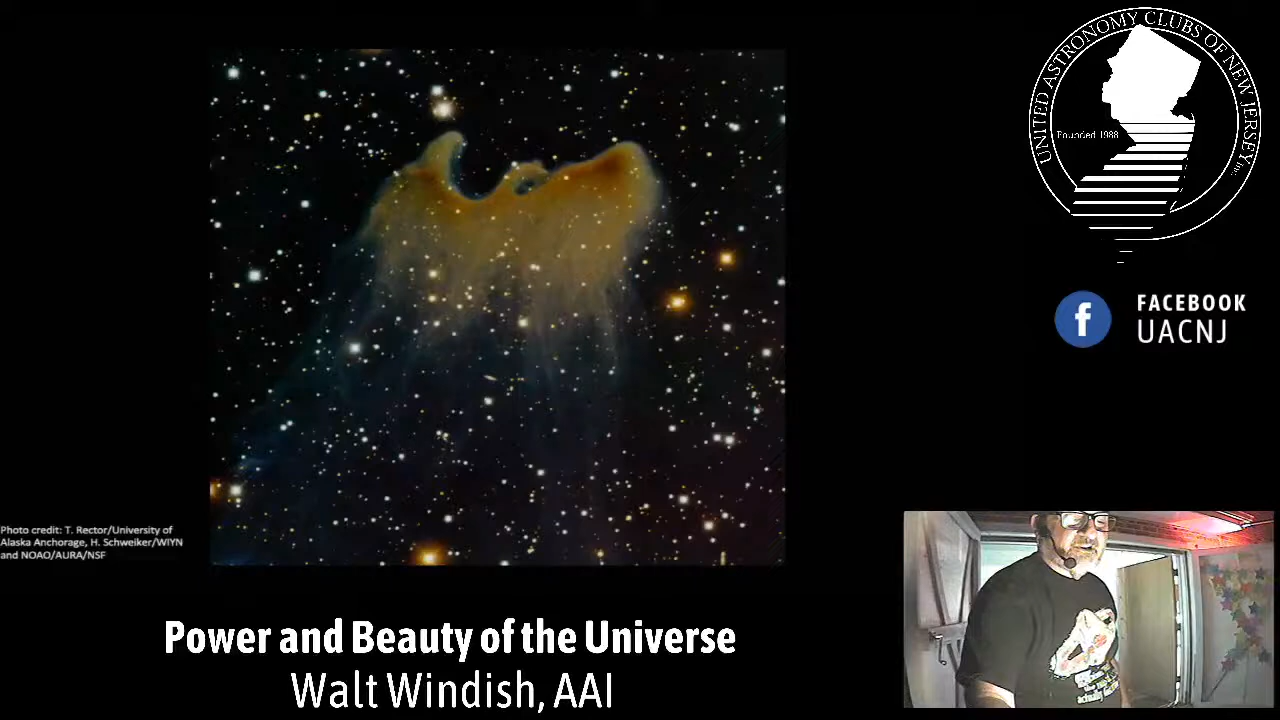 UNITED ASTRONOMY CLUBS OF NEW JERSEY, Inc.
Founded 1988
FACEBOOK
UACNJ
Photo credit: T. Rector/University of
Alaska Anchorage, H. Schweiker/WIYN
and NOAO/AURA/NSF
Power and Beauty of the Universe
Walt Windish, AAI